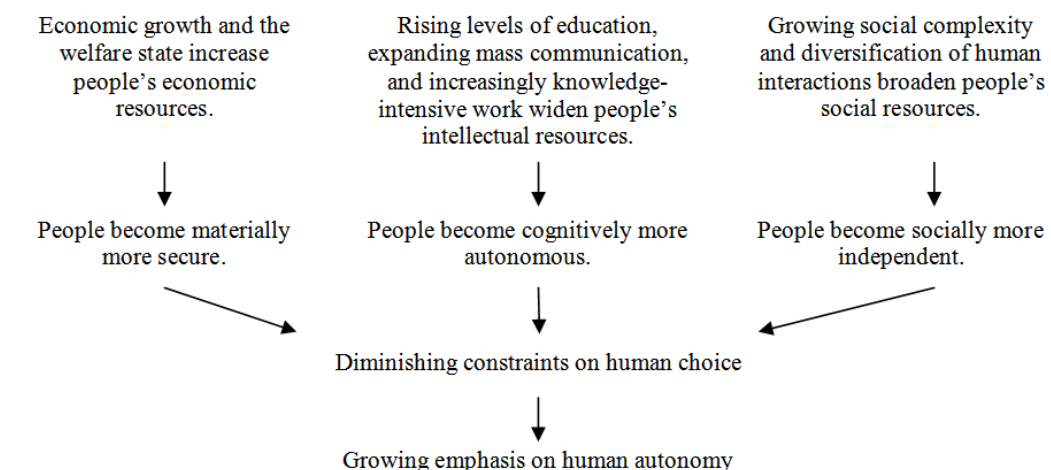 Economic growth and the
welfare state increase
people's economic
resources.
Rising levels of education,
expanding mass communication,
and increasingly knowledge-
intensive work widen people's
intellectual resources.
Growing social complexity
and diversification of human
interactions broaden people's
social resources.
People become materially
more secure.
People become cognitively more
autonomous.
People become socially more
independent.
Diminishing constraints on human choice
Growing emphasis on human autonomy